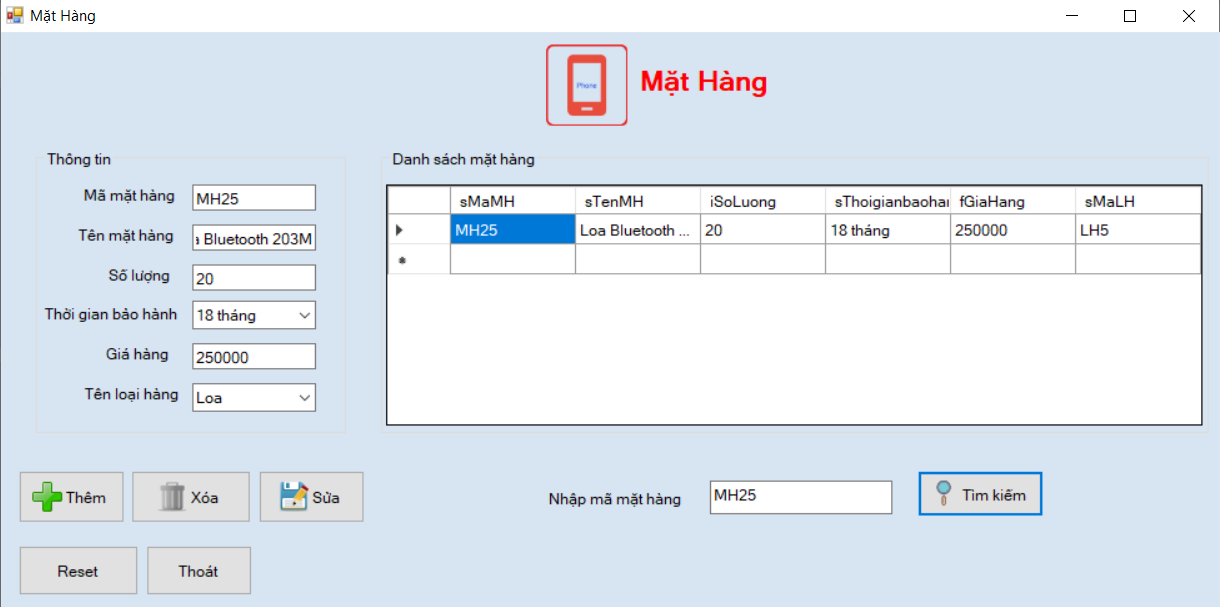 Mặt Hàng
Phone
Mặt Hàng
Thông tin
Mã mặt hàng MH25
Tên mặt hàng Bluetooth 203M
Số lượng 20
Thời gian bảo hành 18 tháng
Giá hàng 250000
Tên loại hàng Loa
Danh sách mặt hàng
sMaMH sTenMH iSoLuong sThoigianbaohar fGiaHang sMaLH
MH25 Loa Bluetooth ... 20 18 tháng 250000 LH5
Thêm Xóa Sửa
Nhập mã mặt hàng MH25 Tìm kiếm
Reset Thoát